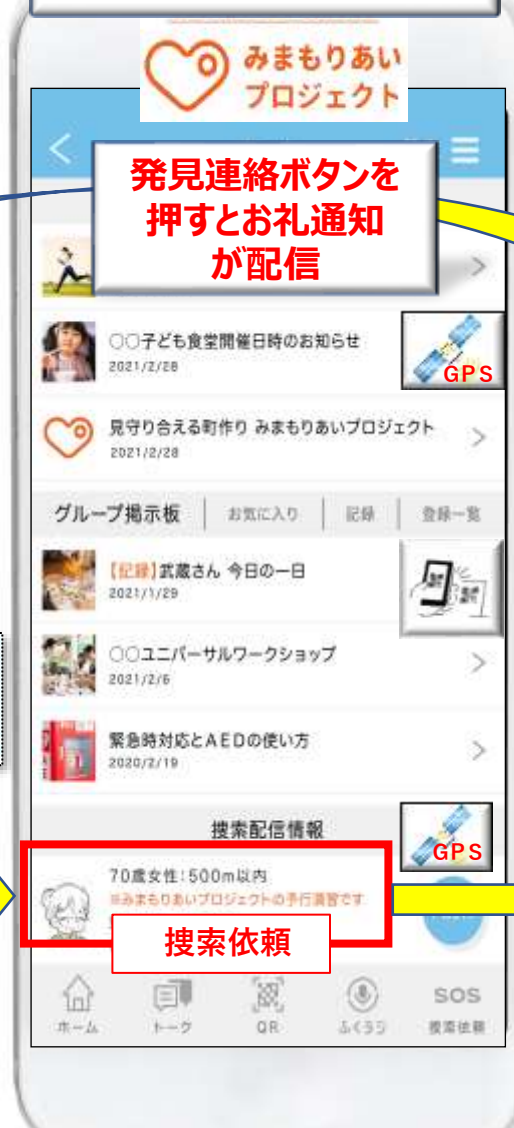 みまもりあい
プロジェクト
発見連絡ボタンを
押すとお礼通知
が配信
○○子ども食堂開催日時のお知らせ
2021/2/28
GPS
見守り合える町作り みまもりあいプロジェクト
2021/2/28
グループ掲示板
お気に入り
記録
登録一覧
【記録】武蔵さん 今日の一日
2021/1/29
○○ユニバーサルワークショップ
2021/2/6
緊急時対応とAEDの使い方
2020/2/19
捜索配信情報
GPS
70歳女性:500m以内
※みまもりあいプロジェクトの予行演習です
捜索依頼
ホーム
トーク
QR
ふくろう
SOS
捜索依頼